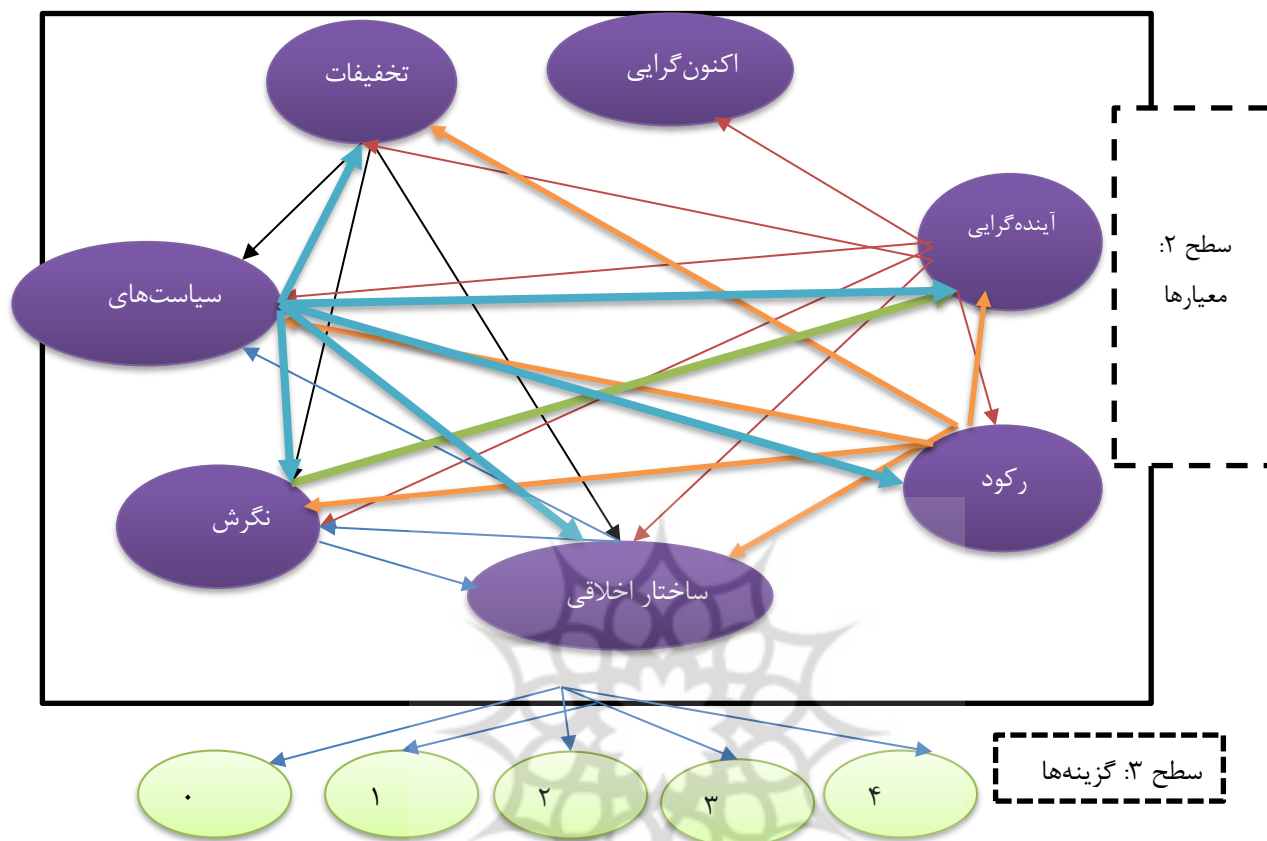 اکنون‌گرایی
تخفیفات
آینده‌گرایی
سطح ۲:
معیارها
سیاست‌های
رکود
نگرش
ساختار اخلاقی
سطح ۳: گزینه‌ها
۴
۳
۲
۱
۰